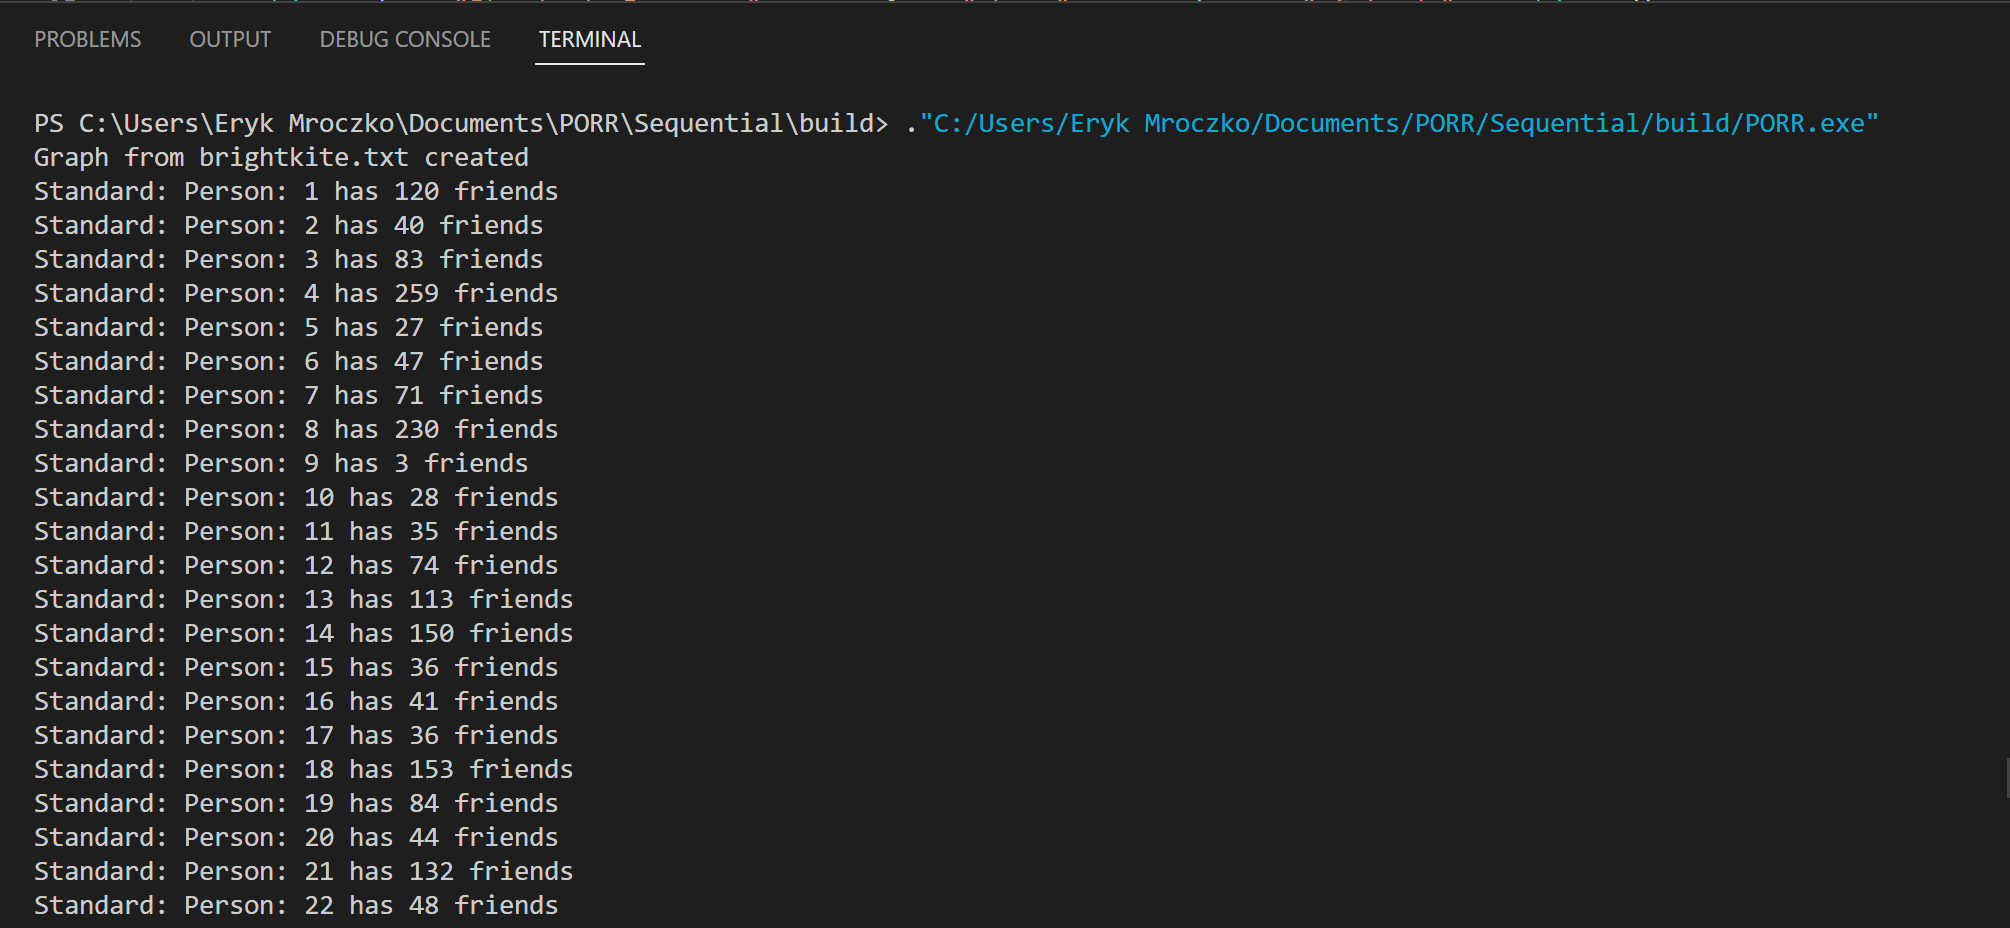 PROBLEMS OUTPUT DEBUG CONSOLE TERMINAL
PS C:\Users\Eryk Mroczko\Documents\PORR\Sequential\build> ."C:/Users/Eryk Mroczko/Documents/PORR/Sequential/build/PORR.exe"
Graph from brightkite.txt created
Standard: Person: 1 has 120 friends
Standard: Person: 2 has 40 friends
Standard: Person: 3 has 83 friends
Standard: Person: 4 has 259 friends
Standard: Person: 5 has 27 friends
Standard: Person: 6 has 47 friends
Standard: Person: 7 has 71 friends
Standard: Person: 8 has 230 friends
Standard: Person: 9 has 3 friends
Standard: Person: 10 has 28 friends
Standard: Person: 11 has 35 friends
Standard: Person: 12 has 74 friends
Standard: Person: 13 has 113 friends
Standard: Person: 14 has 150 friends
Standard: Person: 15 has 36 friends
Standard: Person: 16 has 41 friends
Standard: Person: 17 has 36 friends
Standard: Person: 18 has 153 friends
Standard: Person: 19 has 84 friends
Standard: Person: 20 has 44 friends
Standard: Person: 21 has 132 friends
Standard: Person: 22 has 48 friends